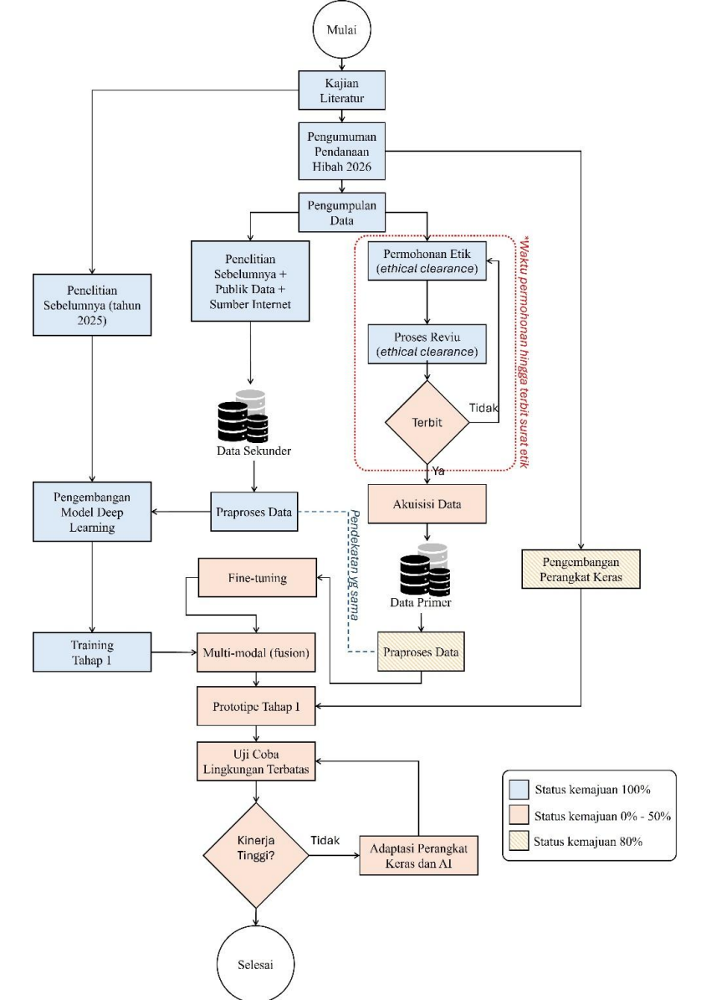 Mulai
Kajian
Literatur
Pengumuman
Pendanaan
Hibah 2026
Pengumpulan
Data
Penelitian
Sebelumnya +
Publik Data +
Sumber Internet
Permohonan Etik
(ethical clearance)
*Waktu permohonan hingga terbit surat etik
Penelitian
Sebelumnya (tahun
2025)
Proses Reviu
(ethical clearance)
Terbit
Tidak
Data Sekunder
Ya
Pengembangan
Model Deep
Learning
Praproses Data
Akuisisi Data
Pendekatan yg sama
Pengembangan
Perangkat Keras
Fine-tuning
Data Primer
Training
Tahap 1
Multi-modal (fusion)
Praproses Data
Prototipe Tahap I
Uji Coba
Lingkungan Terbatas
Status kemajuan 100%
Status kemajuan 0% - 50%
Status kemajuan 80%
Kinerja
Tinggi?
Tidak
Adaptasi Perangkat
Keras dan AI
Selesai